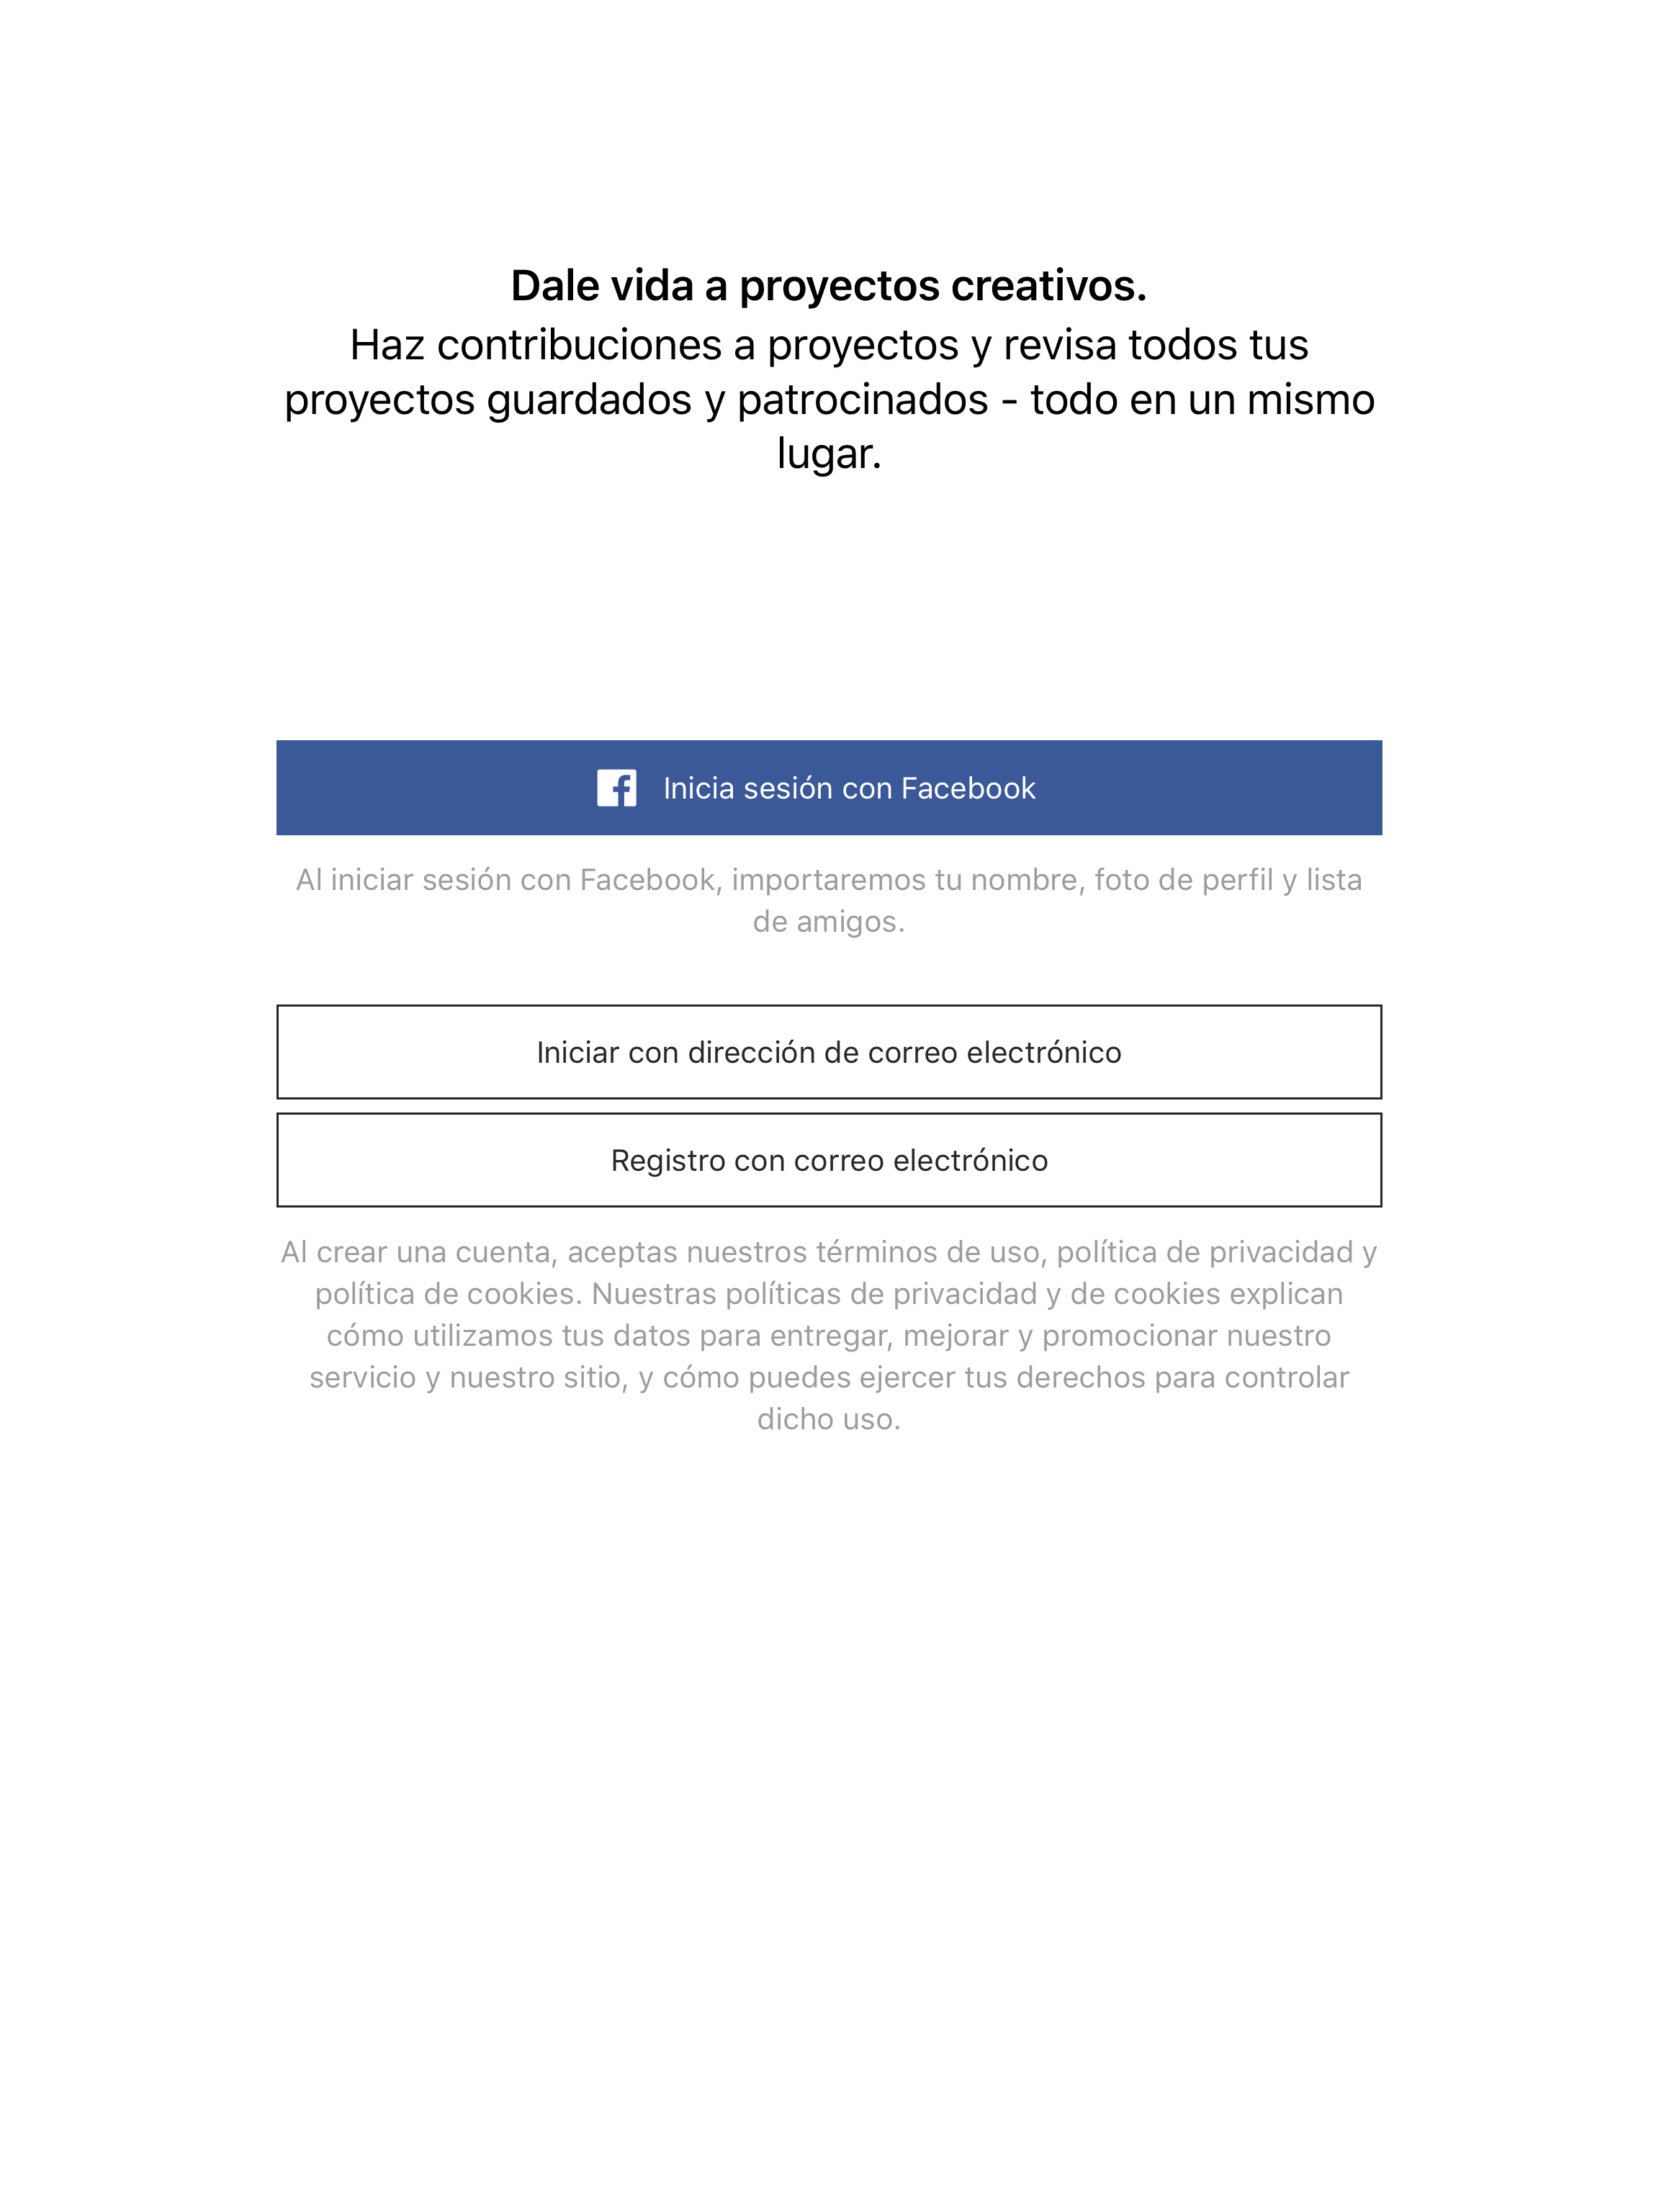 Dale vida a proyectos creativos.
Haz contribuciones a proyectos y revisa todos tus
proyectos guardados y patrocinados - todo en un mismo
lugar.
Inicia sesión con Facebook
Al iniciar sesión con Facebook, importaremos tu nombre, foto de perfil y lista
de amigos.
Iniciar con dirección de correo electrónico
Registro con correo electrónico
Al crear una cuenta, aceptas nuestros términos de uso, política de privacidad y
política de cookies. Nuestras políticas de privacidad y de cookies explican
cómo utilizamos tus datos para entregar, mejorar y promocionar nuestro
servicio y nuestro sitio, y cómo puedes ejercer tus derechos para controlar
dicho uso.